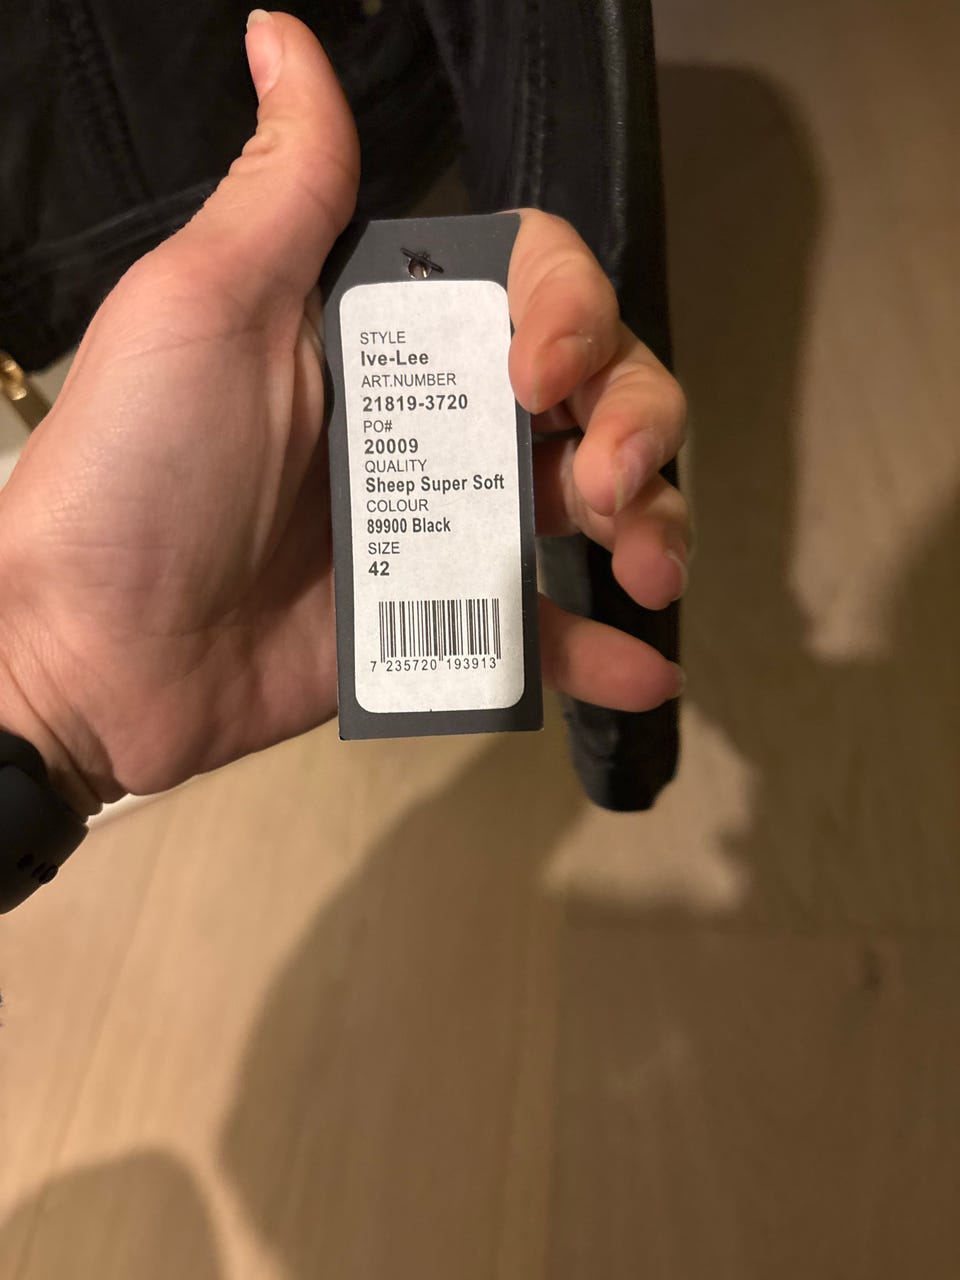 STYLE
Ive-Lee
ART.NUMBER
21819-3720
PO#
20009
QUALITY
Sheep Super Soft
COLOUR
89900 Black
SIZE
42
7 235720 193913